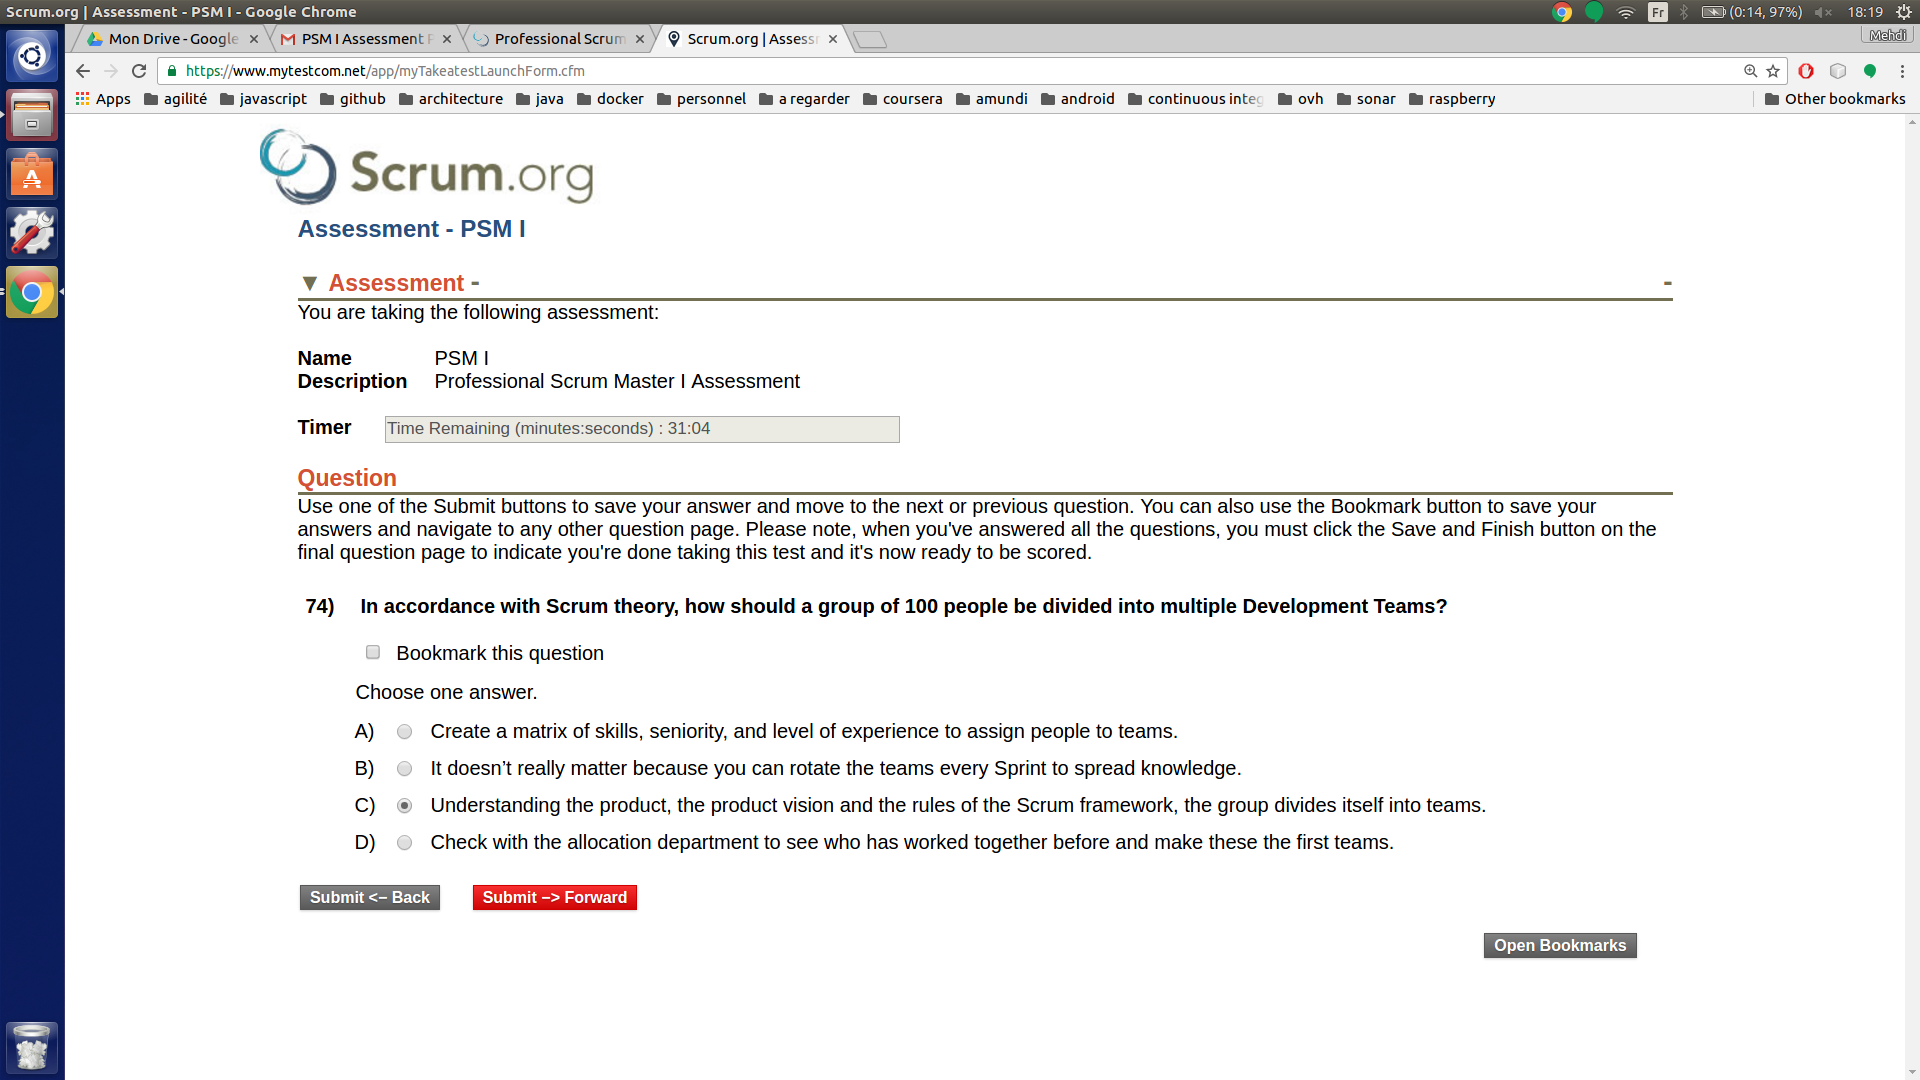 Scrum.org | Assessment - PSM I - Google Chrome
Fr
(0:14, 97%)
18:19
Mon Drive - Google
PSM I Assessment
Professional Scrum
Scrum.org | Assess
Mehdi
https://www.mytestcom.net/app/myTakeatestLaunchForm.cfm
Apps
agilité
javascript
github
architecture
java
docker
personnel
a regarder
coursera
amundi
android
continuous integ
ovh
sonar
raspberry
Other bookmarks
Scrum.org
Assessment - PSM I
▼ Assessment -
-
You are taking the following assessment:
Name PSM I
Description Professional Scrum Master I Assessment
Timer Time Remaining (minutes:seconds) : 31:04
Question
Use one of the Submit buttons to save your answer and move to the next or previous question. You can also use the Bookmark button to save your
answers and navigate to any other question page. Please note, when you've answered all the questions, you must click the Save and Finish button on the
final question page to indicate you're done taking this test and it's now ready to be scored.
74) In accordance with Scrum theory, how should a group of 100 people be divided into multiple Development Teams?
Bookmark this question
Choose one answer.
A) Create a matrix of skills, seniority, and level of experience to assign people to teams.
B) It doesn’t really matter because you can rotate the teams every Sprint to spread knowledge.
C) Understanding the product, the product vision and the rules of the Scrum framework, the group divides itself into teams.
D) Check with the allocation department to see who has worked together before and make these the first teams.
Submit <– Back
Submit –> Forward
Open Bookmarks